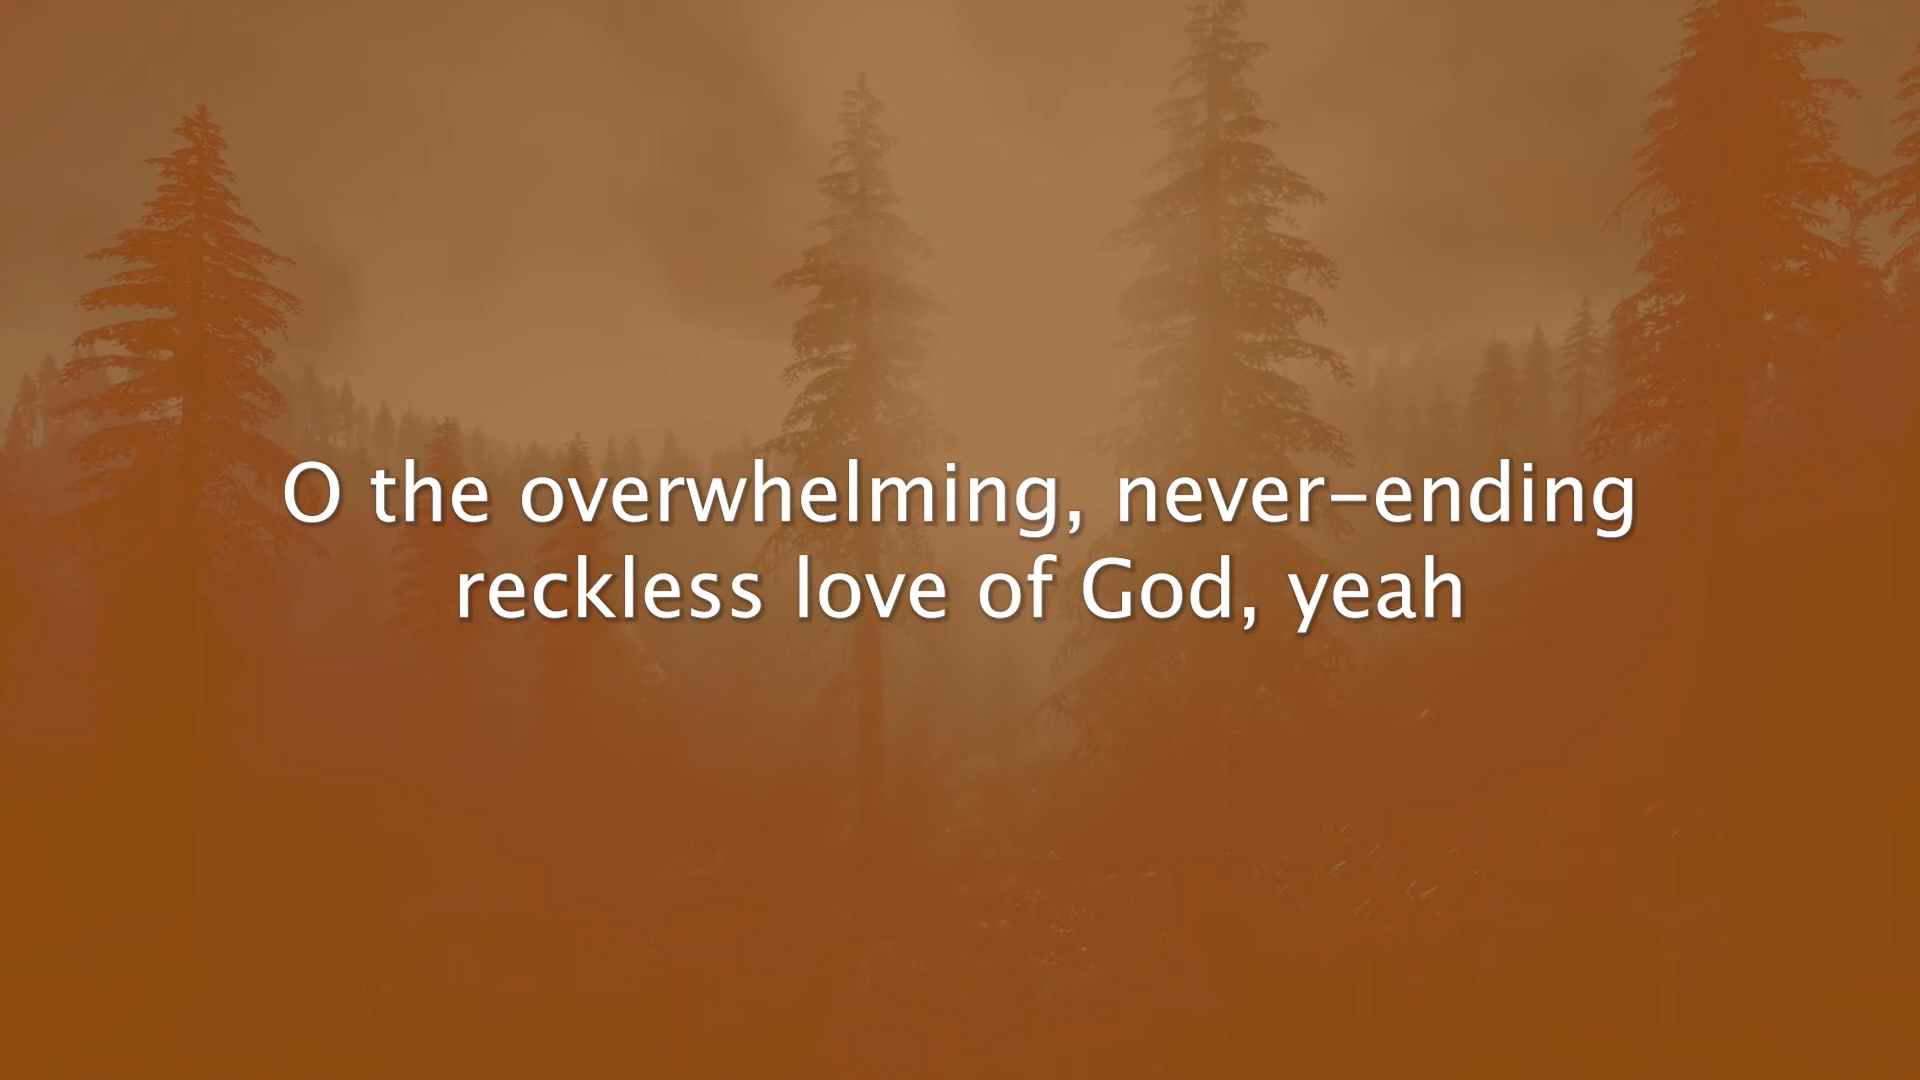 O the overwhelming, never-ending
reckless love of God, yeah